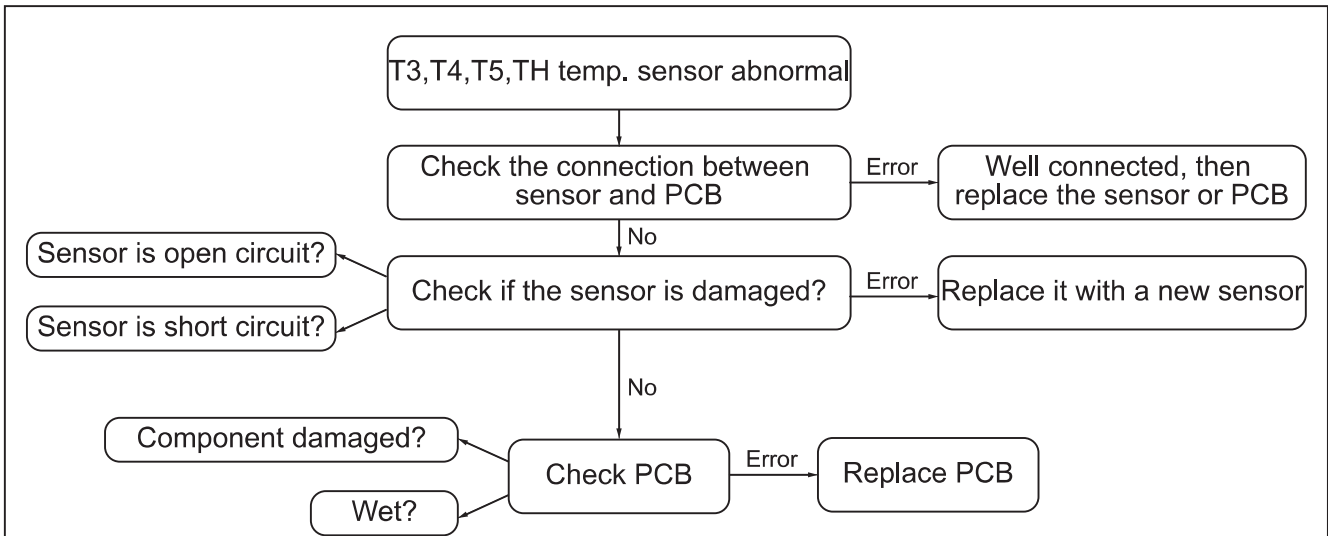 T3,T4,T5,TH temp. sensor abnormal
Check the connection between
sensor and PCB
Error
Well connected, then
replace the sensor or PCB
No
Sensor is open circuit?
Check if the sensor is damaged?
Error
Replace it with a new sensor
Sensor is short circuit?
No
Component damaged?
Check PCB
Error
Replace PCB
Wet?